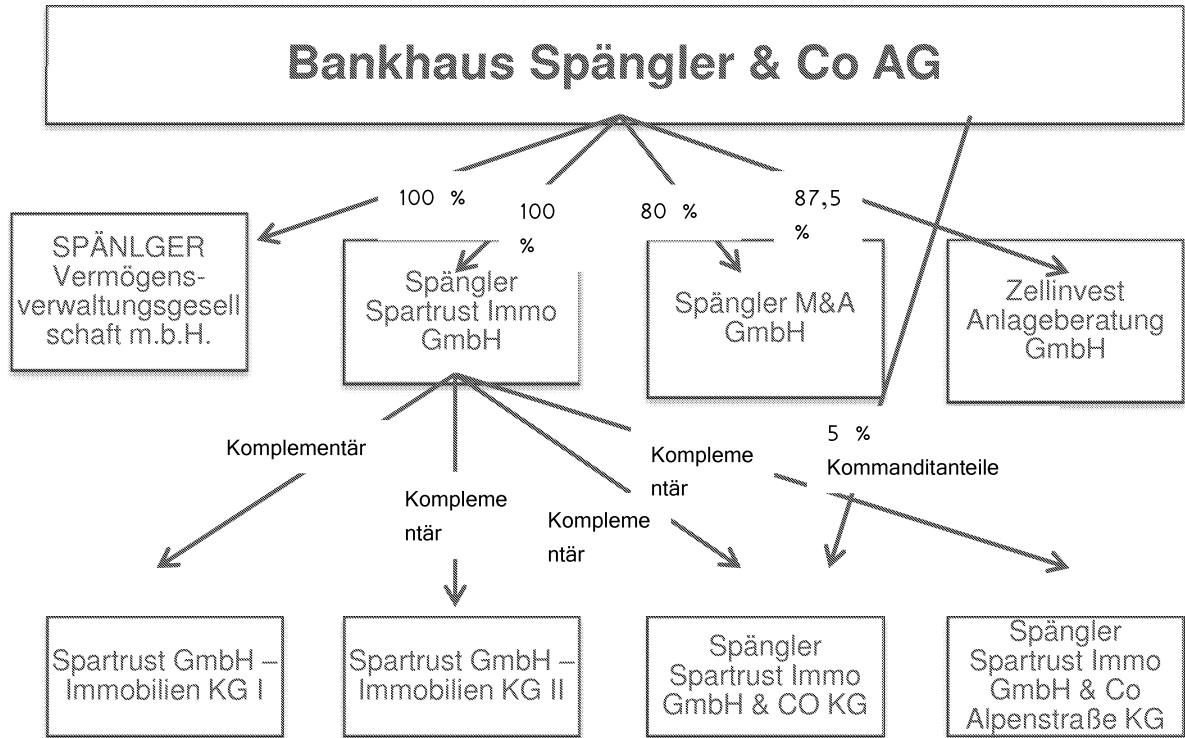 Bankhaus Spängler & Co AG
100 %
100
%
80 %
87,5
%
SPÄNLGER
Vermögens-
verwaltungsgesell
schaft m.b.H.
Spängler
Spartrust Immo
GmbH
Spängler M&A
GmbH
Zellinvest
Anlageberatung
GmbH
Komplementär
Kompleme
ntär
Kompleme
ntär
Kompleme
ntär
5 %
Kommanditanteile
Spartrust GmbH –
Immobilien KG I
Spartrust GmbH –
Immobilien KG II
Spängler
Spartrust Immo
GmbH & CO KG
Spängler
Spartrust Immo
GmbH & Co
Alpenstraße KG